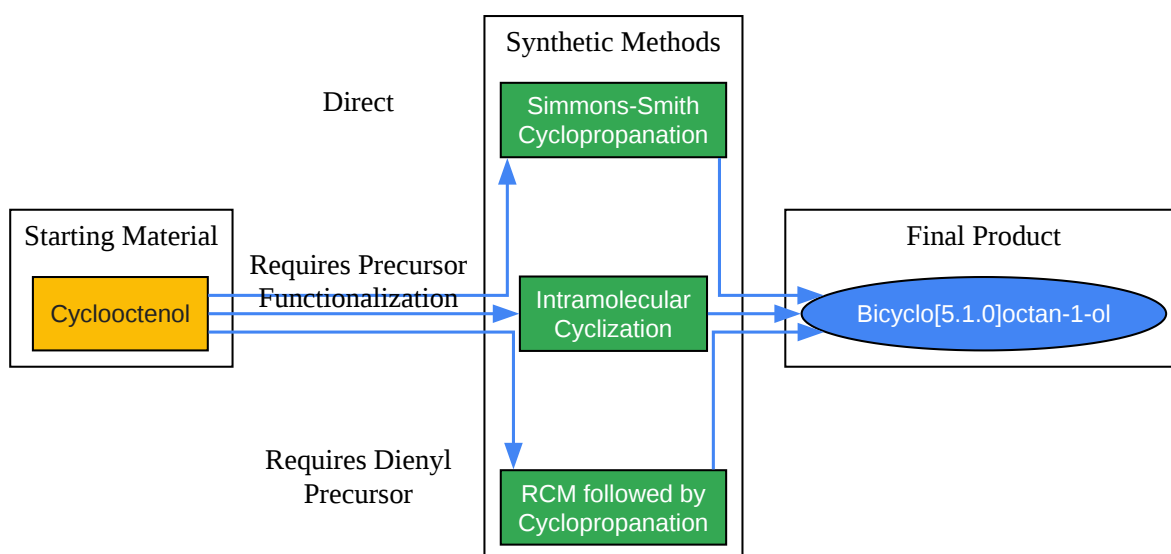 Synthetic Methods
Direct
Simmons-Smith
Cyclopropanation
Starting Material
Final Product
Requires Precursor
Functionalization
Cyclooctenol
Intramolecular
Cyclization
Bicyclo[5.1.0]octan-1-ol
Requires Dienyl
Precursor
RCM followed by
Cyclopropanation